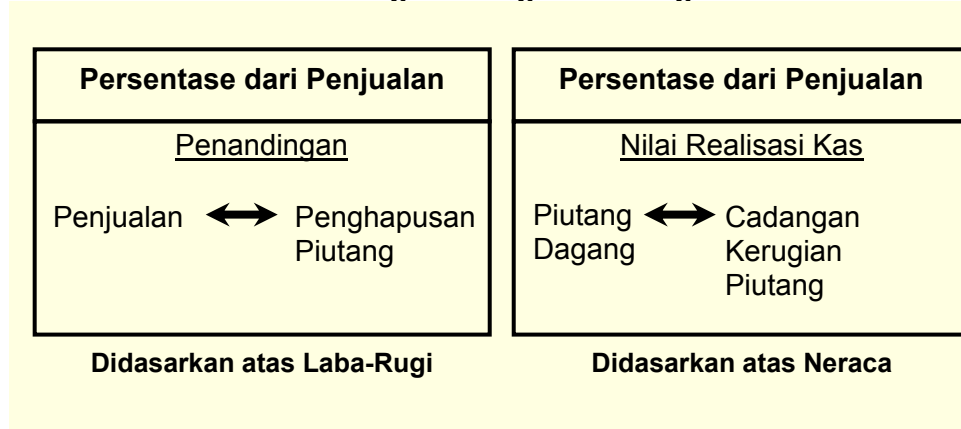 Persentase dari Penjualan
Penandingan
Penjualan
Penghapusan
Piutang
Didasarkan atas Laba-Rugi
Persentase dari Penjualan
Nilai Realisasi Kas
Piutang
Dagang
Cadangan
Kerugian
Piutang
Didasarkan atas Neraca